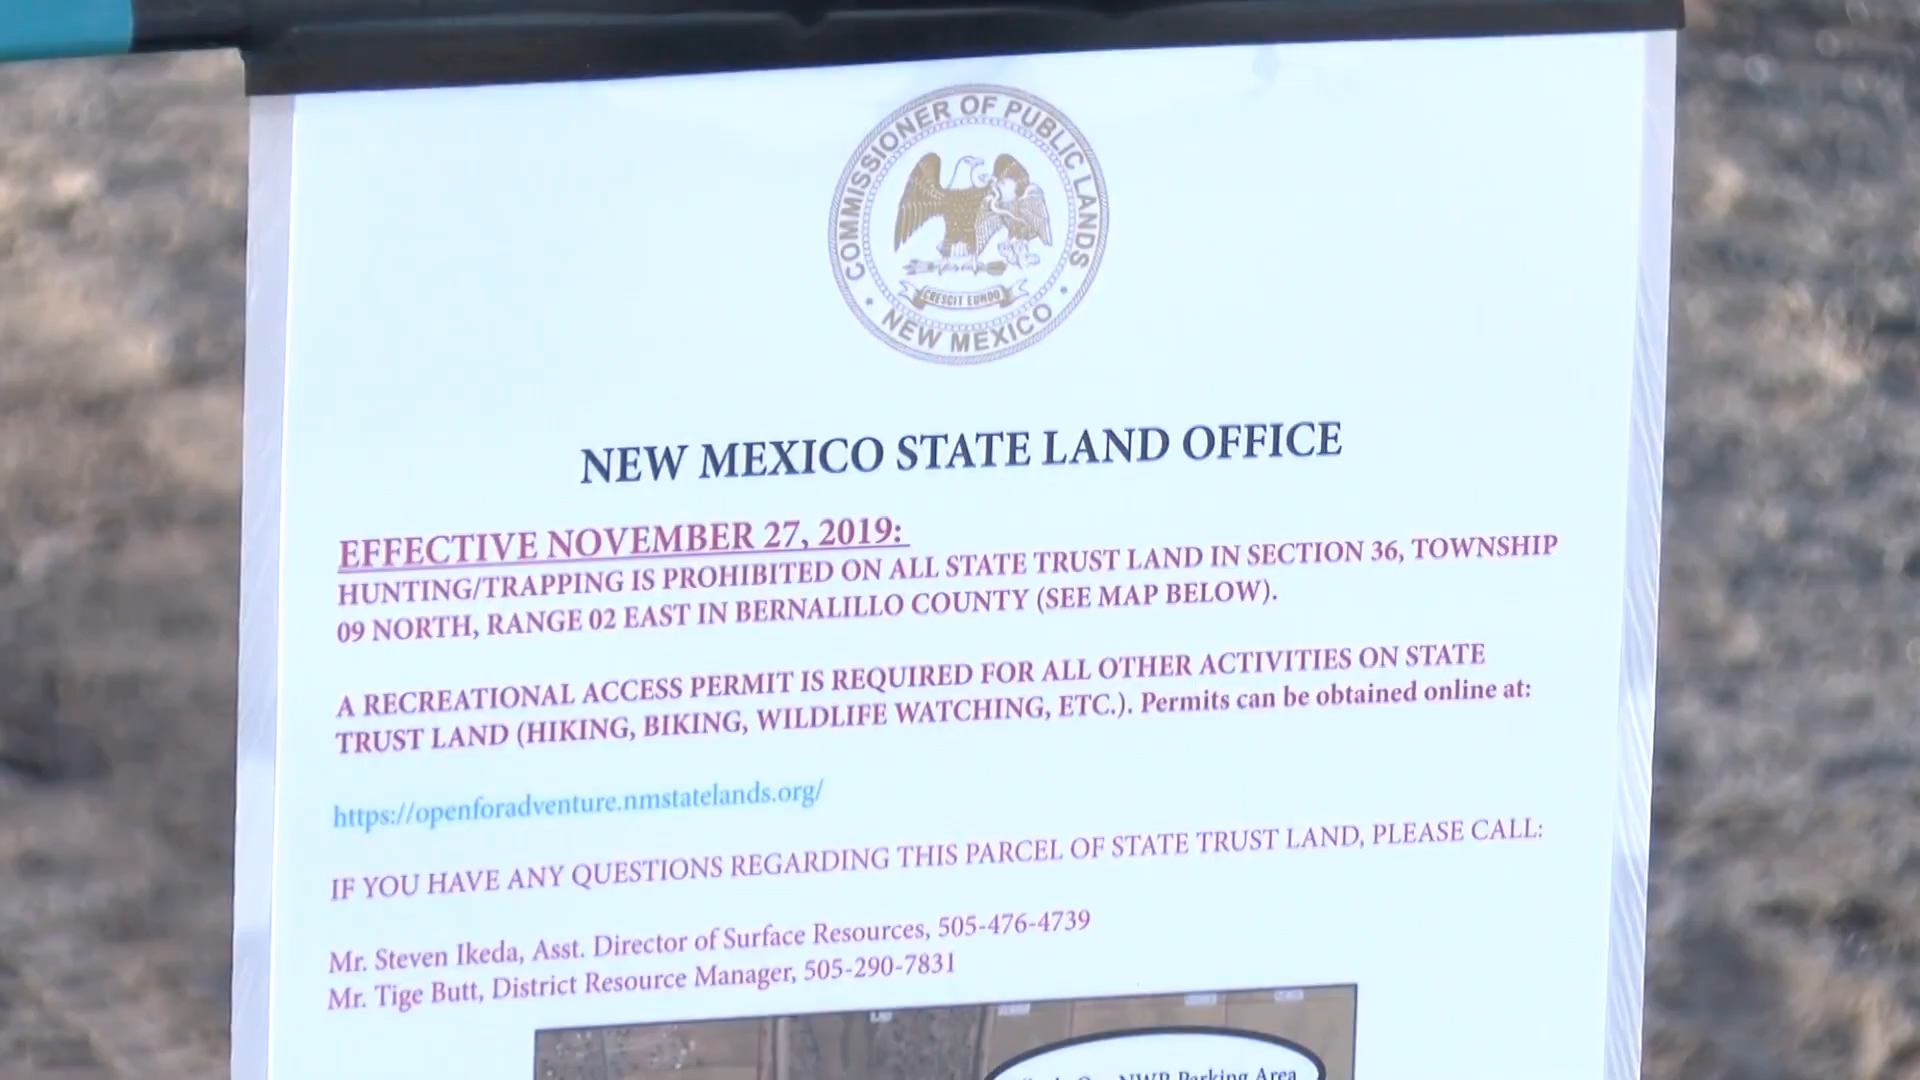 COMMISSIONER OF PUBLIC LANDS
CRESCIT EUNDO
• NEW MEXICO •
NEW MEXICO STATE LAND OFFICE
EFFECTIVE NOVEMBER 27, 2019:
HUNTING/TRAPPING IS PROHIBITED ON ALL STATE TRUST LAND IN SECTION 36, TOWNSHIP
09 NORTH, RANGE 02 EAST IN BERNALILLO COUNTY (SEE MAP BELOW).
A RECREATIONAL ACCESS PERMIT IS REQUIRED FOR ALL OTHER ACTIVITIES ON STATE
TRUST LAND (HIKING, BIKING, WILDLIFE WATCHING, ETC.). Permits can be obtained online at:
https://openforadventure.nmstatelands.org/
IF YOU HAVE ANY QUESTIONS REGARDING THIS PARCEL OF STATE TRUST LAND, PLEASE CALL:
Mr. Steven Ikeda, Asst. Director of Surface Resources, 505-476-4739
Mr. Tige Butt, District Resource Manager, 505-290-7831
NWR Parking Area